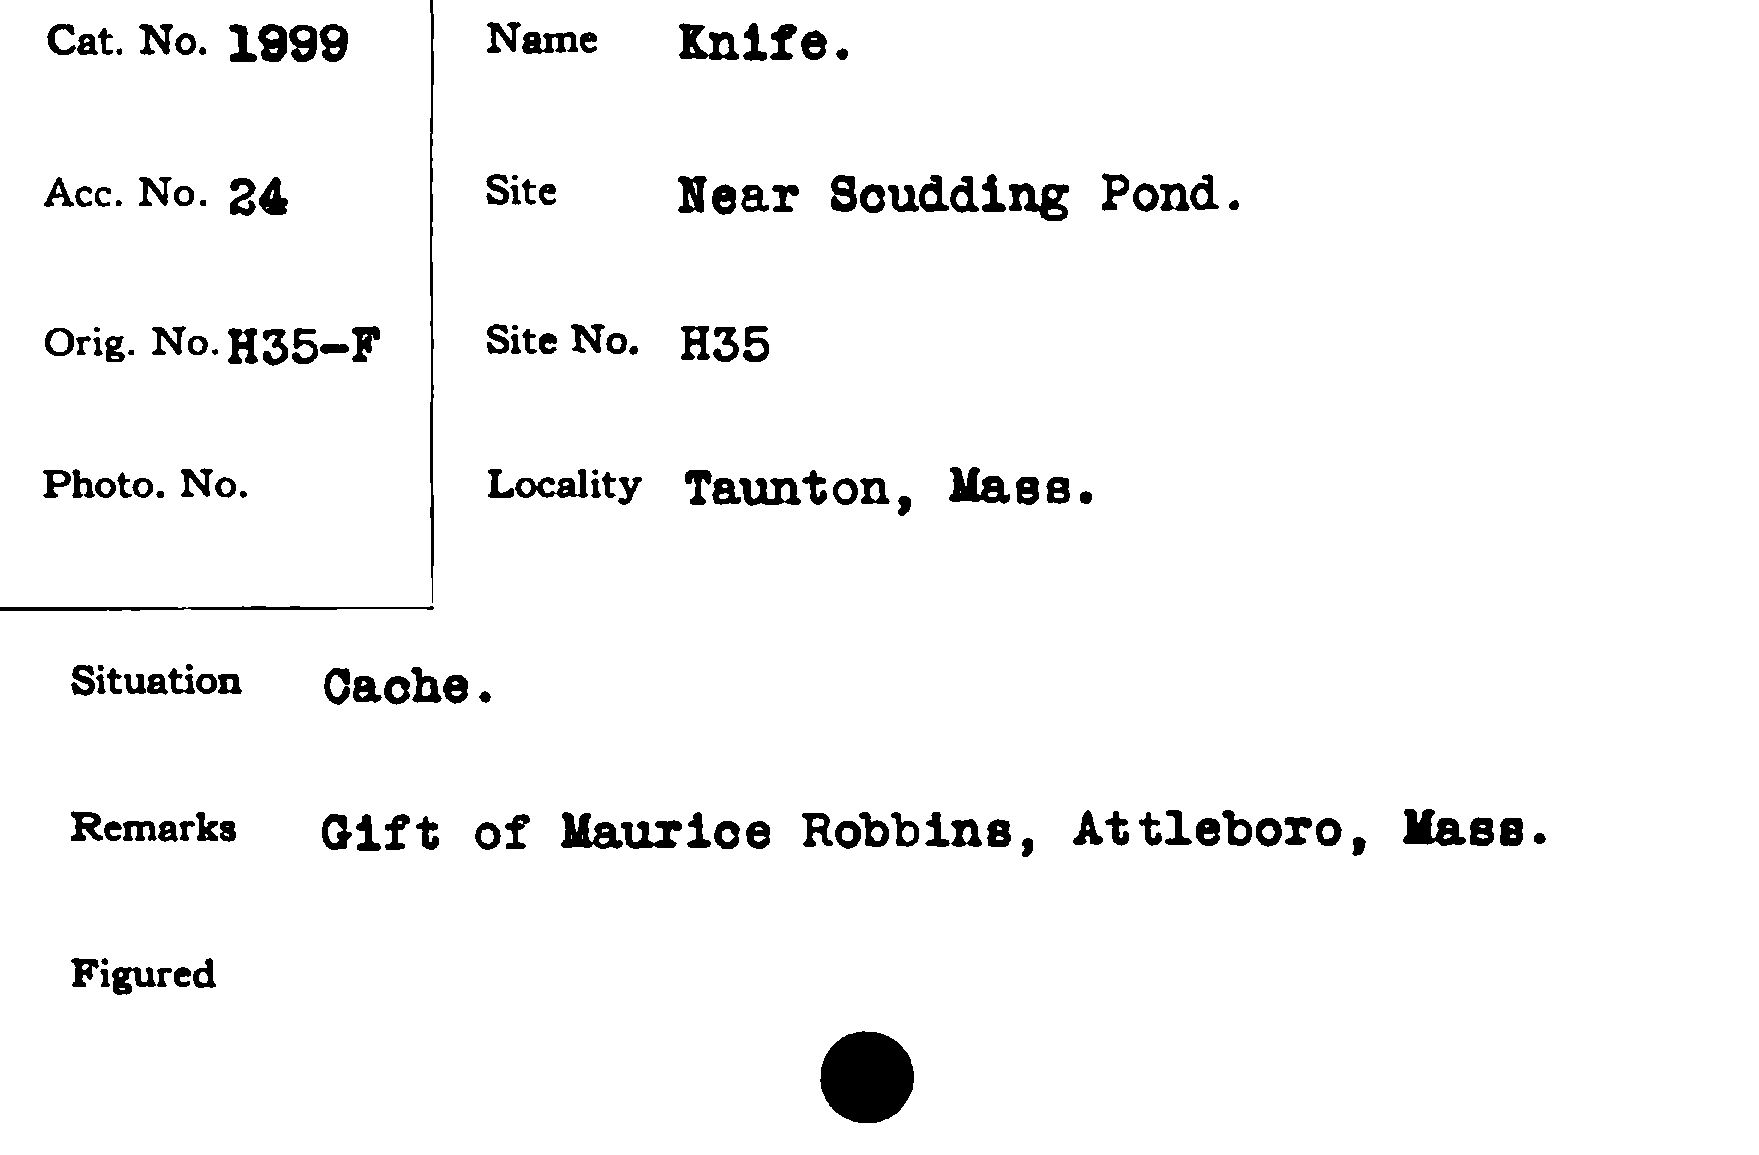 Cat. No. 1999
Name Knife.
Acc. No. 24
Site Near Scudding Pond.
Orig. No. H35-F
Site No. H35
Photo. No.
Locality Taunton, Mass.
Situation Cache.
Remarks Gift of Maurice Robbins, Attleboro, Mass.
Figured